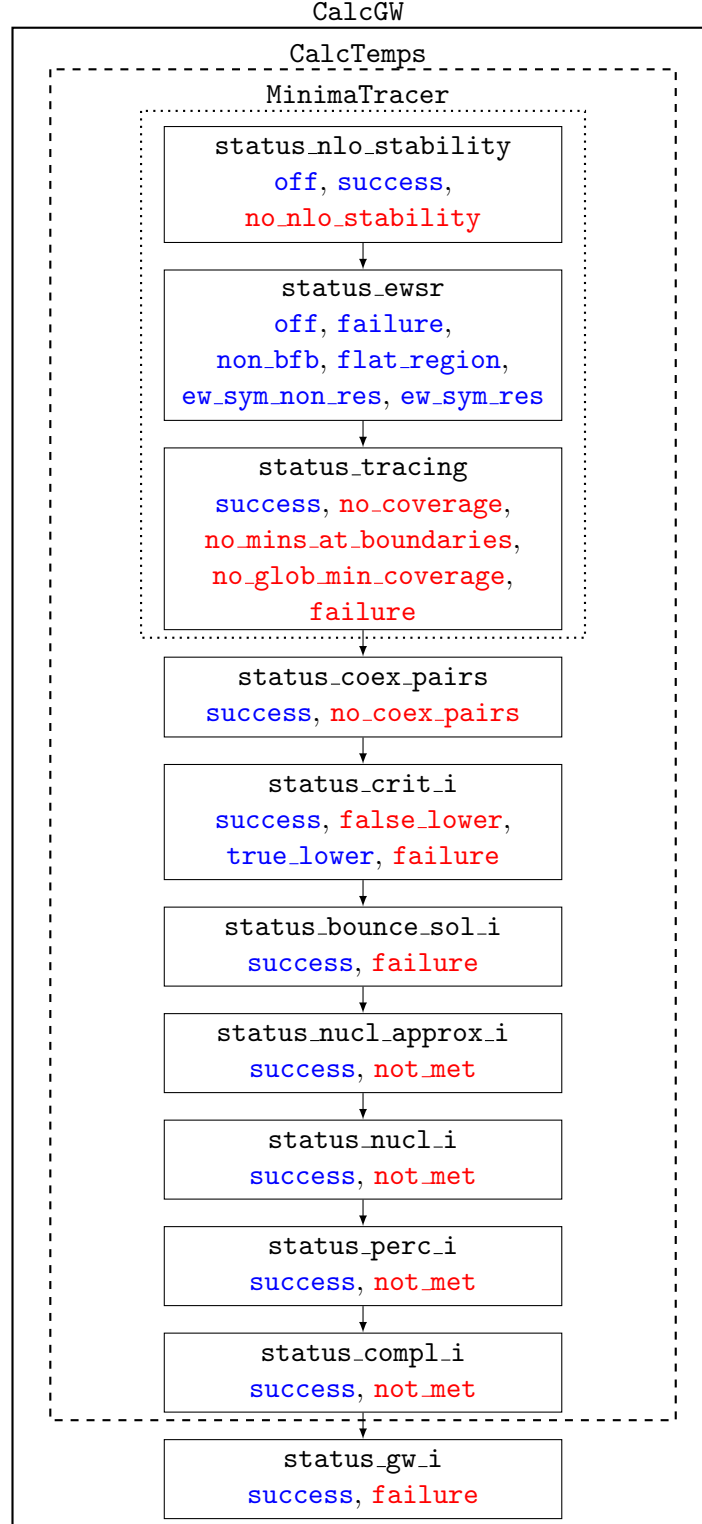 CalcGW
CalcTemps
MinimaTracer
status_nlo_stability
off, success,
no_nlo_stability
status_ewsr
off, failure,
non_bfb, flat_region,
ew_sym_non_res, ew_sym_res
status_tracing
success, no_coverage,
no_mins_at_boundaries,
no_glob_min_coverage,
failure
status_coex_pairs
success, no_coex_pairs
status_crit_i
success, false_lower,
true_lower, failure
status_bounce_sol_i
success, failure
status_nucl_approx_i
success, not_met
status_nucl_i
success, not_met
status_perc_i
success, not_met
status_compl_i
success, not_met
status_gw_i
success, failure